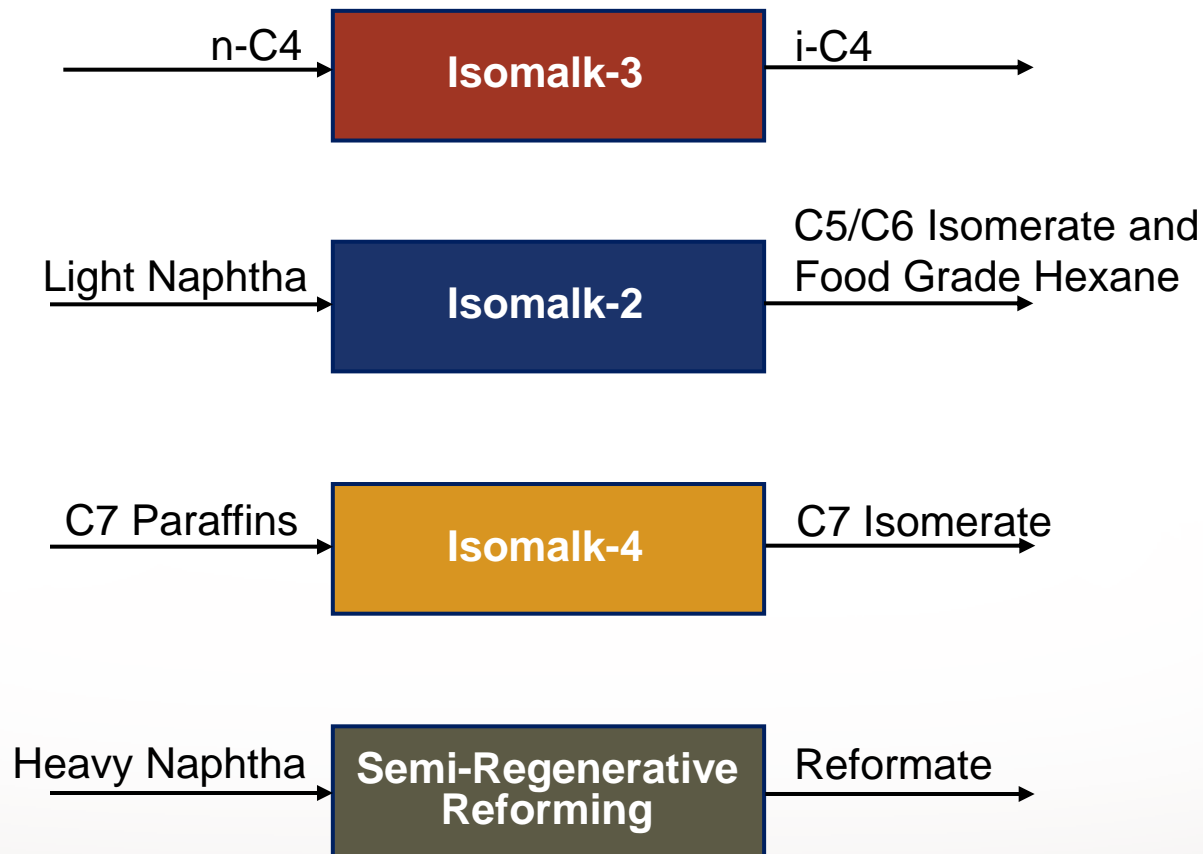 n-C4
Isomalk-3
i-C4
Light Naphtha
Isomalk-2
C5/C6 Isomerate and
Food Grade Hexane
C7 Paraffins
Isomalk-4
C7 Isomerate
Heavy Naphtha
Semi-Regenerative
Reforming
Reformate